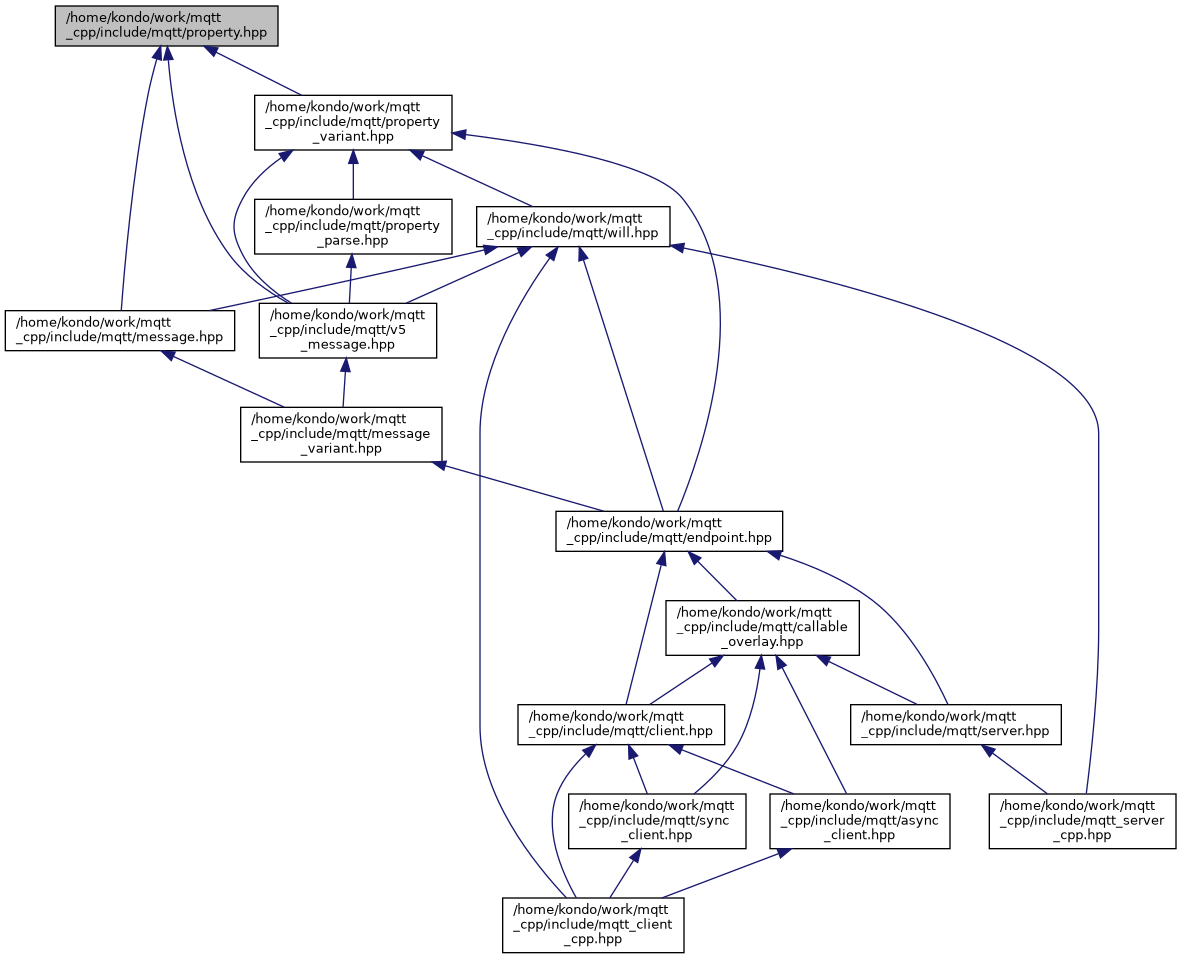 /home/kondo/work/mqtt
_cpp/include/mqtt/property.hpp
/home/kondo/work/mqtt
_cpp/include/mqtt/property
_variant.hpp
/home/kondo/work/mqtt
_cpp/include/mqtt/property
_parse.hpp
/home/kondo/work/mqtt
_cpp/include/mqtt/will.hpp
/home/kondo/work/mqtt
_cpp/include/mqtt/message.hpp
/home/kondo/work/mqtt
_cpp/include/mqtt/v5
_message.hpp
/home/kondo/work/mqtt
_cpp/include/mqtt/message
_variant.hpp
/home/kondo/work/mqtt
_cpp/include/mqtt/endpoint.hpp
/home/kondo/work/mqtt
_cpp/include/mqtt/callable
_overlay.hpp
/home/kondo/work/mqtt
_cpp/include/mqtt/client.hpp
/home/kondo/work/mqtt
_cpp/include/mqtt/server.hpp
/home/kondo/work/mqtt
_cpp/include/mqtt/sync
_client.hpp
/home/kondo/work/mqtt
_cpp/include/mqtt/async
_client.hpp
/home/kondo/work/mqtt
_cpp/include/mqtt_server
_cpp.hpp
/home/kondo/work/mqtt
_cpp/include/mqtt_client
_cpp.hpp